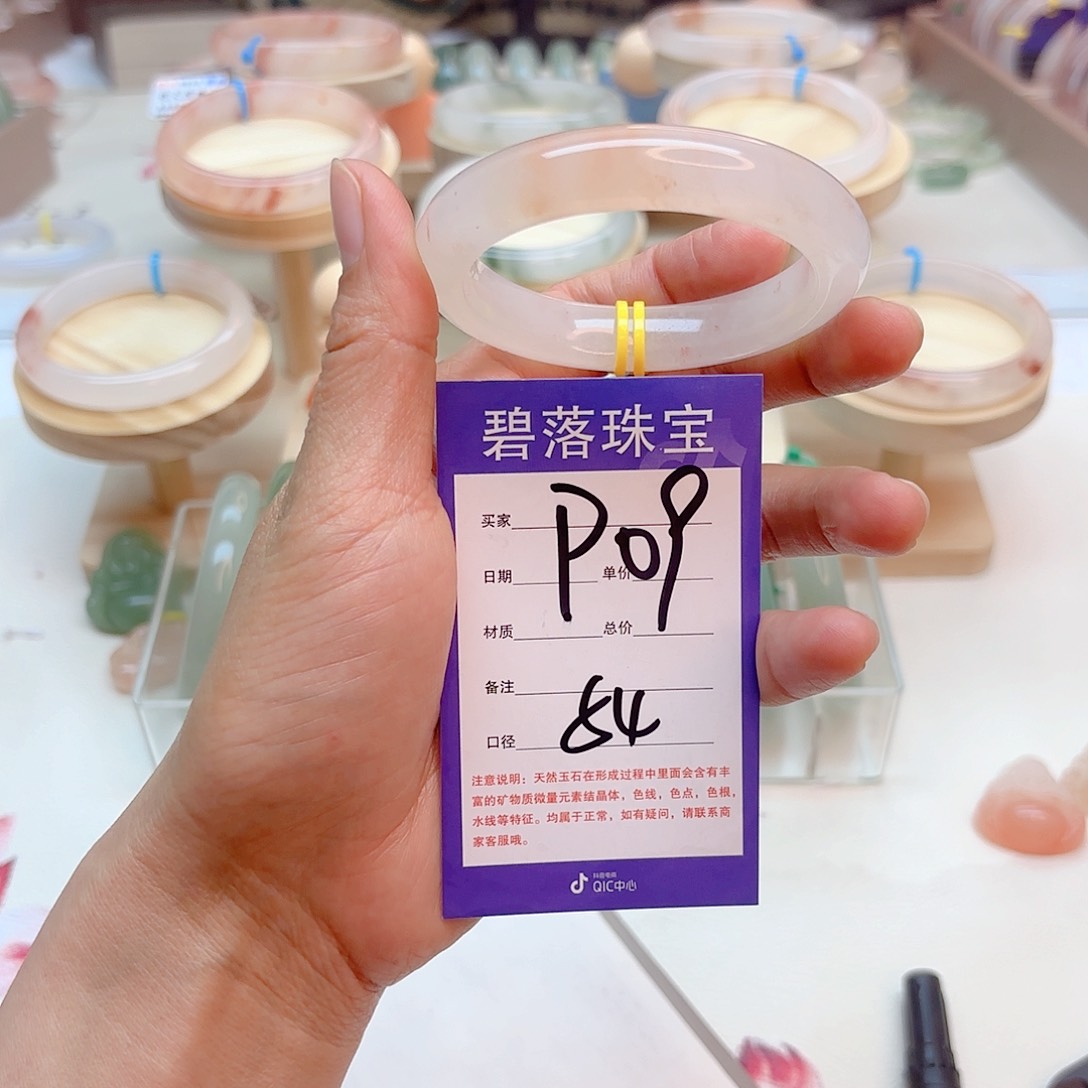 碧落珠宝
买家
P09
日期 单价
材质 总价
备注
54
口径
注意说明：天然玉石在形成过程中里面会含有丰
富的矿物质微量元素结晶体，色线，色点，色根，
水线等特征。均属于正常，如有疑问，请联系商
家客服哦。
抖音电商
QIC中心